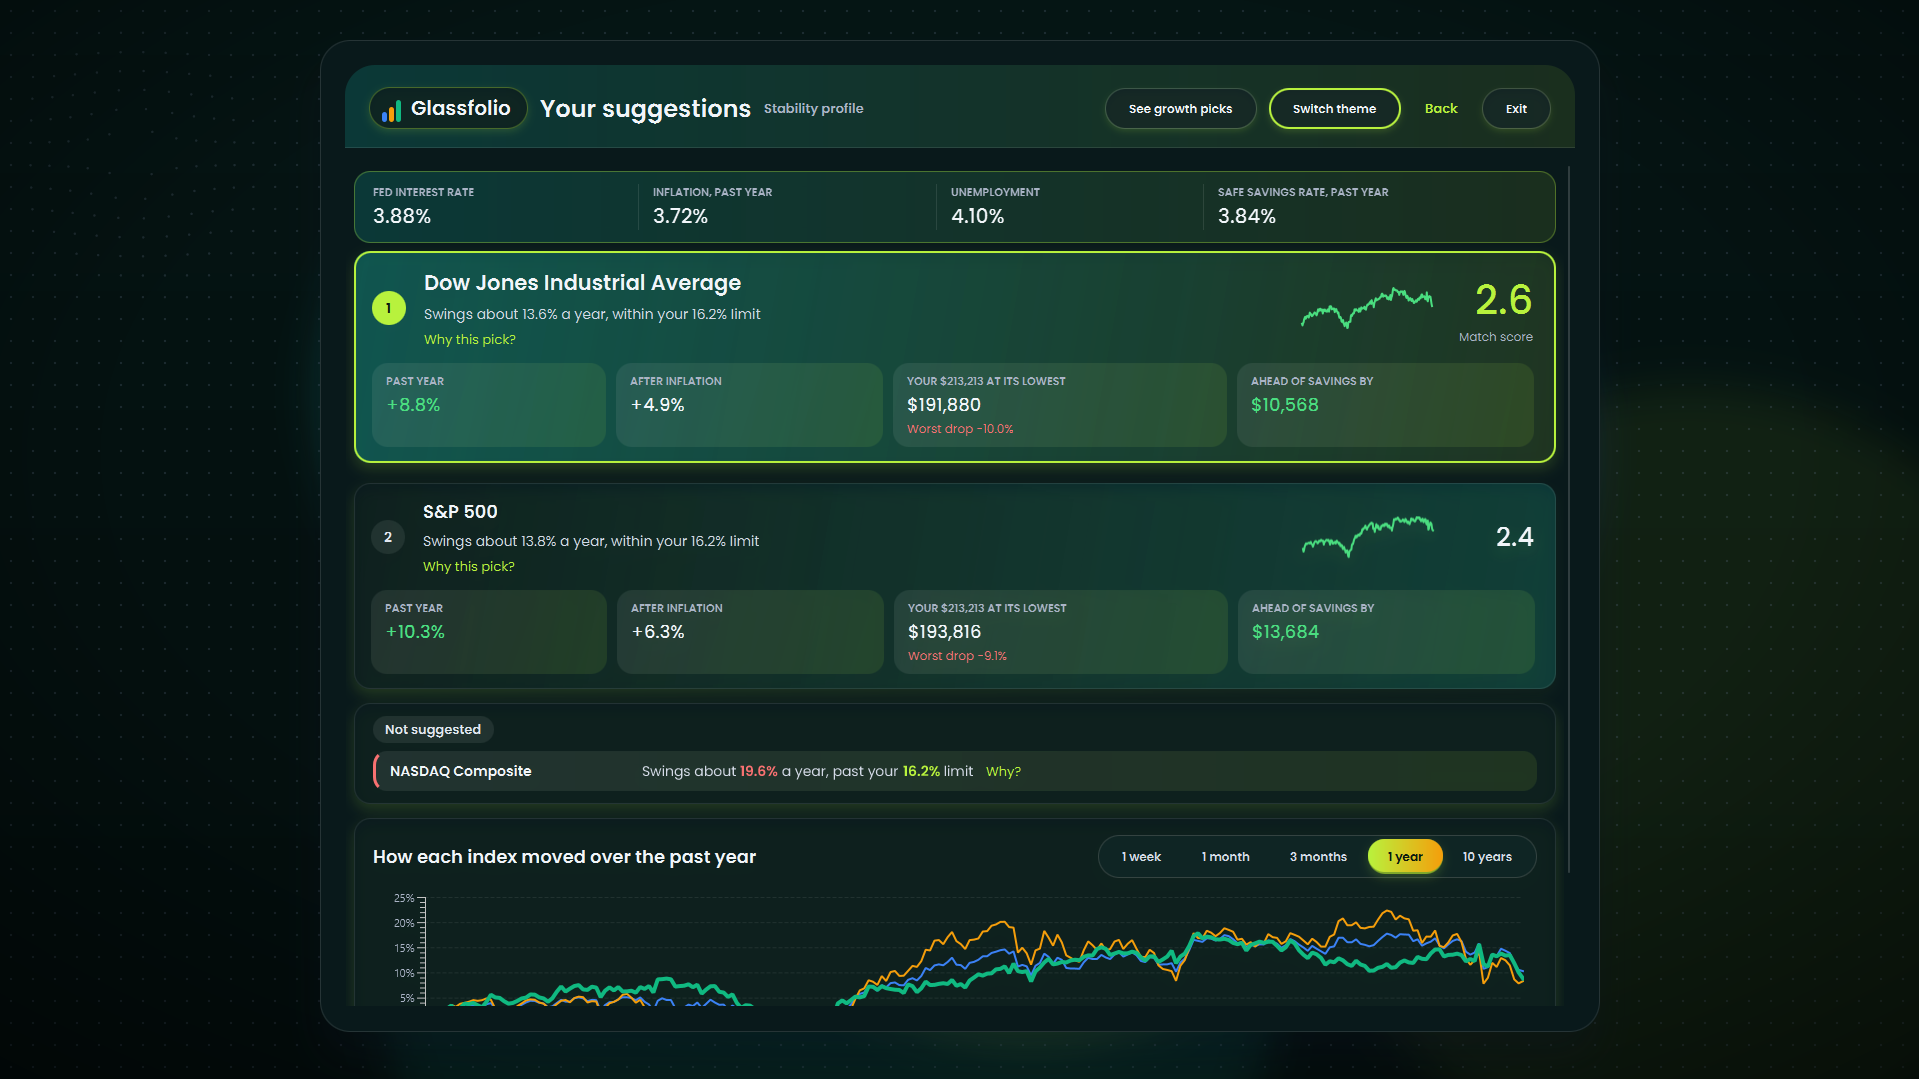 Glassfolio
Your suggestions
Stability profile
See growth picks
Switch theme
Back
Exit
FED INTEREST RATE
3.88%
INFLATION, PAST YEAR
3.72%
UNEMPLOYMENT
4.10%
SAFE SAVINGS RATE, PAST YEAR
3.84%
1
Dow Jones Industrial Average
Swings about 13.6% a year, within your 16.2% limit
Why this pick?
2.6
Match score
PAST YEAR
+8.8%
AFTER INFLATION
+4.9%
YOUR $213,213 AT ITS LOWEST
$191,880
Worst drop -10.0%
AHEAD OF SAVINGS BY
$10,568
2
S&P 500
Swings about 13.8% a year, within your 16.2% limit
Why this pick?
2.4
PAST YEAR
+10.3%
AFTER INFLATION
+6.3%
YOUR $213,213 AT ITS LOWEST
$193,816
Worst drop -9.1%
AHEAD OF SAVINGS BY
$13,684
Not suggested
NASDAQ Composite
Swings about 19.6% a year, past your 16.2% limit Why?
How each index moved over the past year
1 week
1 month
3 months
1 year
10 years
25%
20%
15%
10%
5%